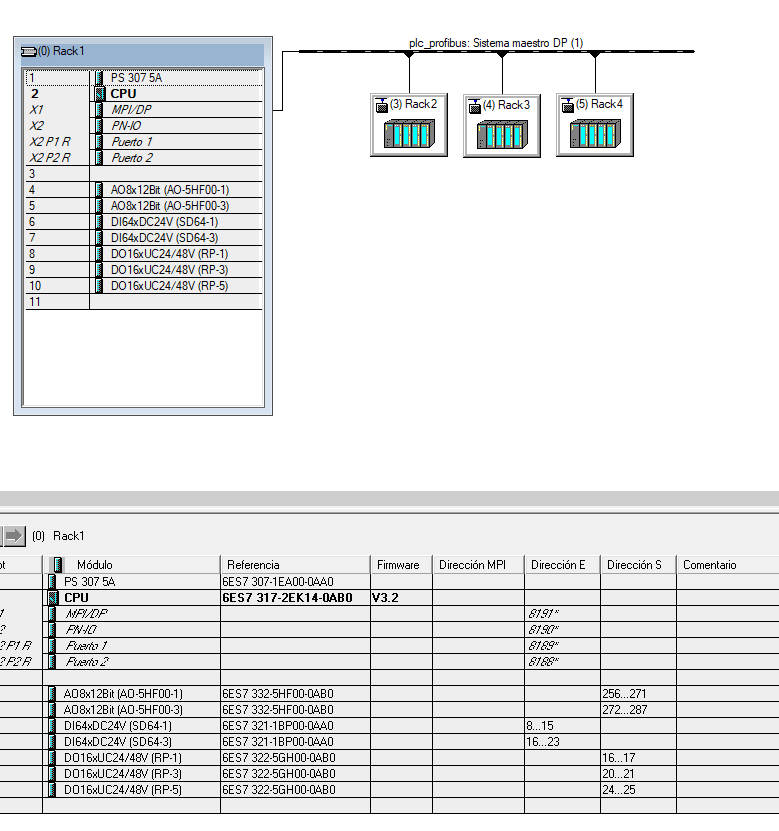 (0) Rack1
1 PS 307 5A
2 CPU
X1 MPI/DP
X2 PN-IO
X2 P1 R Puerto 1
X2 P2 R Puerto 2
3
4 AO8x12Bit (AO-5HF00-1)
5 AO8x12Bit (AO-5HF00-3)
6 DI64xDC24V (SD64-1)
7 DI64xDC24V (SD64-3)
8 DO16xUC24/48V (RP-1)
9 DO16xUC24/48V (RP-3)
10 DO16xUC24/48V (RP-5)
11
plc_profibus: Sistema maestro DP (1)
(3) Rack2
(4) Rack3
(5) Rack4
(0) Rack1
ot Módulo Referencia Firmware Dirección MPI Dirección E Dirección S Comentario
PS 307 5A 6ES7 307-1EA00-0AA0
CPU 6ES7 317-2EK14-0AB0 V3.2
1 MPI/DP 8191*
2 PN-IO 8190*
2 P1 R Puerto 1 8189*
2 P2 R Puerto 2 8188*
AO8x12Bit (AO-5HF00-1) 6ES7 332-5HF00-0AB0 256...271
AO8x12Bit (AO-5HF00-3) 6ES7 332-5HF00-0AB0 272...287
DI64xDC24V (SD64-1) 6ES7 321-1BP00-0AA0 8...15
DI64xDC24V (SD64-3) 6ES7 321-1BP00-0AA0 16...23
DO16xUC24/48V (RP-1) 6ES7 322-5GH00-0AB0 16...17
DO16xUC24/48V (RP-3) 6ES7 322-5GH00-0AB0 20...21
DO16xUC24/48V (RP-5) 6ES7 322-5GH00-0AB0 24...25